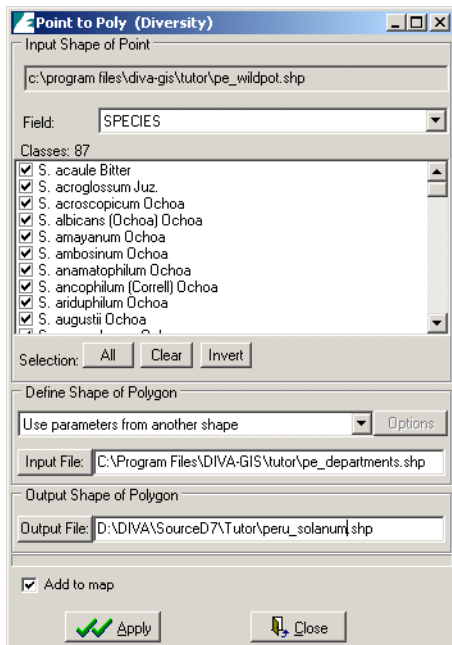 Point to Poly (Diversity)
Input Shape of Point
c:\program files\diva-gis\tutor\pe_wildpot.shp
Field: SPECIES
Classes: 87
S. acaule Bitter
S. acroglossum Juz.
S. acroscopicum Ochoa
S. albicans (Ochoa) Ochoa
S. amayanum Ochoa
S. ambosinum Ochoa
S. anamatophilum Ochoa
S. ancophilum (Correll) Ochoa
S. ariduphilum Ochoa
S. augustii Ochoa
Selection: All Clear Invert
Define Shape of Polygon
Use parameters from another shape Options
Input File: C:\Program Files\DIVA-GIS\tutor\pe_departments.shp
Output Shape of Polygon
Output File: D:\DIVA\SourceD7\Tutor\peru_solanum.shp
Add to map
Apply Close